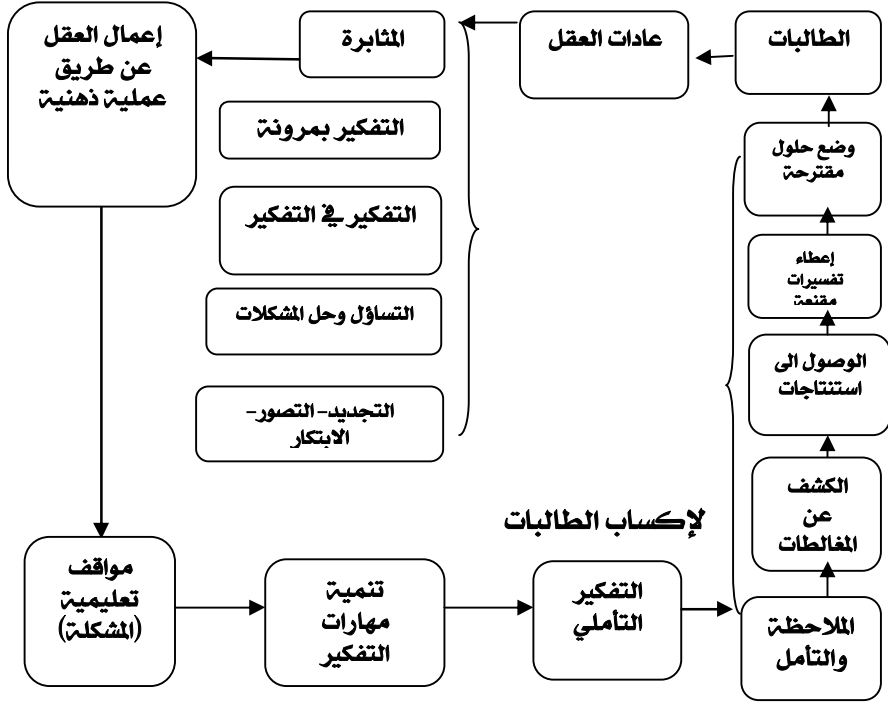 الطالبات
عادات العقل
المثابرة
إعمال العقل
عن طريق
عملية ذهنية
التفكير بمرونة
التفكير في التفكير
التساؤل وحل المشكلات
التجديد- التصور-
الابتكار
وضع حلول
مقترحة
إعطاء
تفسيرات
مقنعة
الوصول الى
استنتاجات
الكشف
عن
المغالطات
الملاحظة
والتأمل
لإكساب الطالبات
التفكير
التأملي
تنمية
مهارات
التفكير
مواقف
تعليمية
(المشكلة)